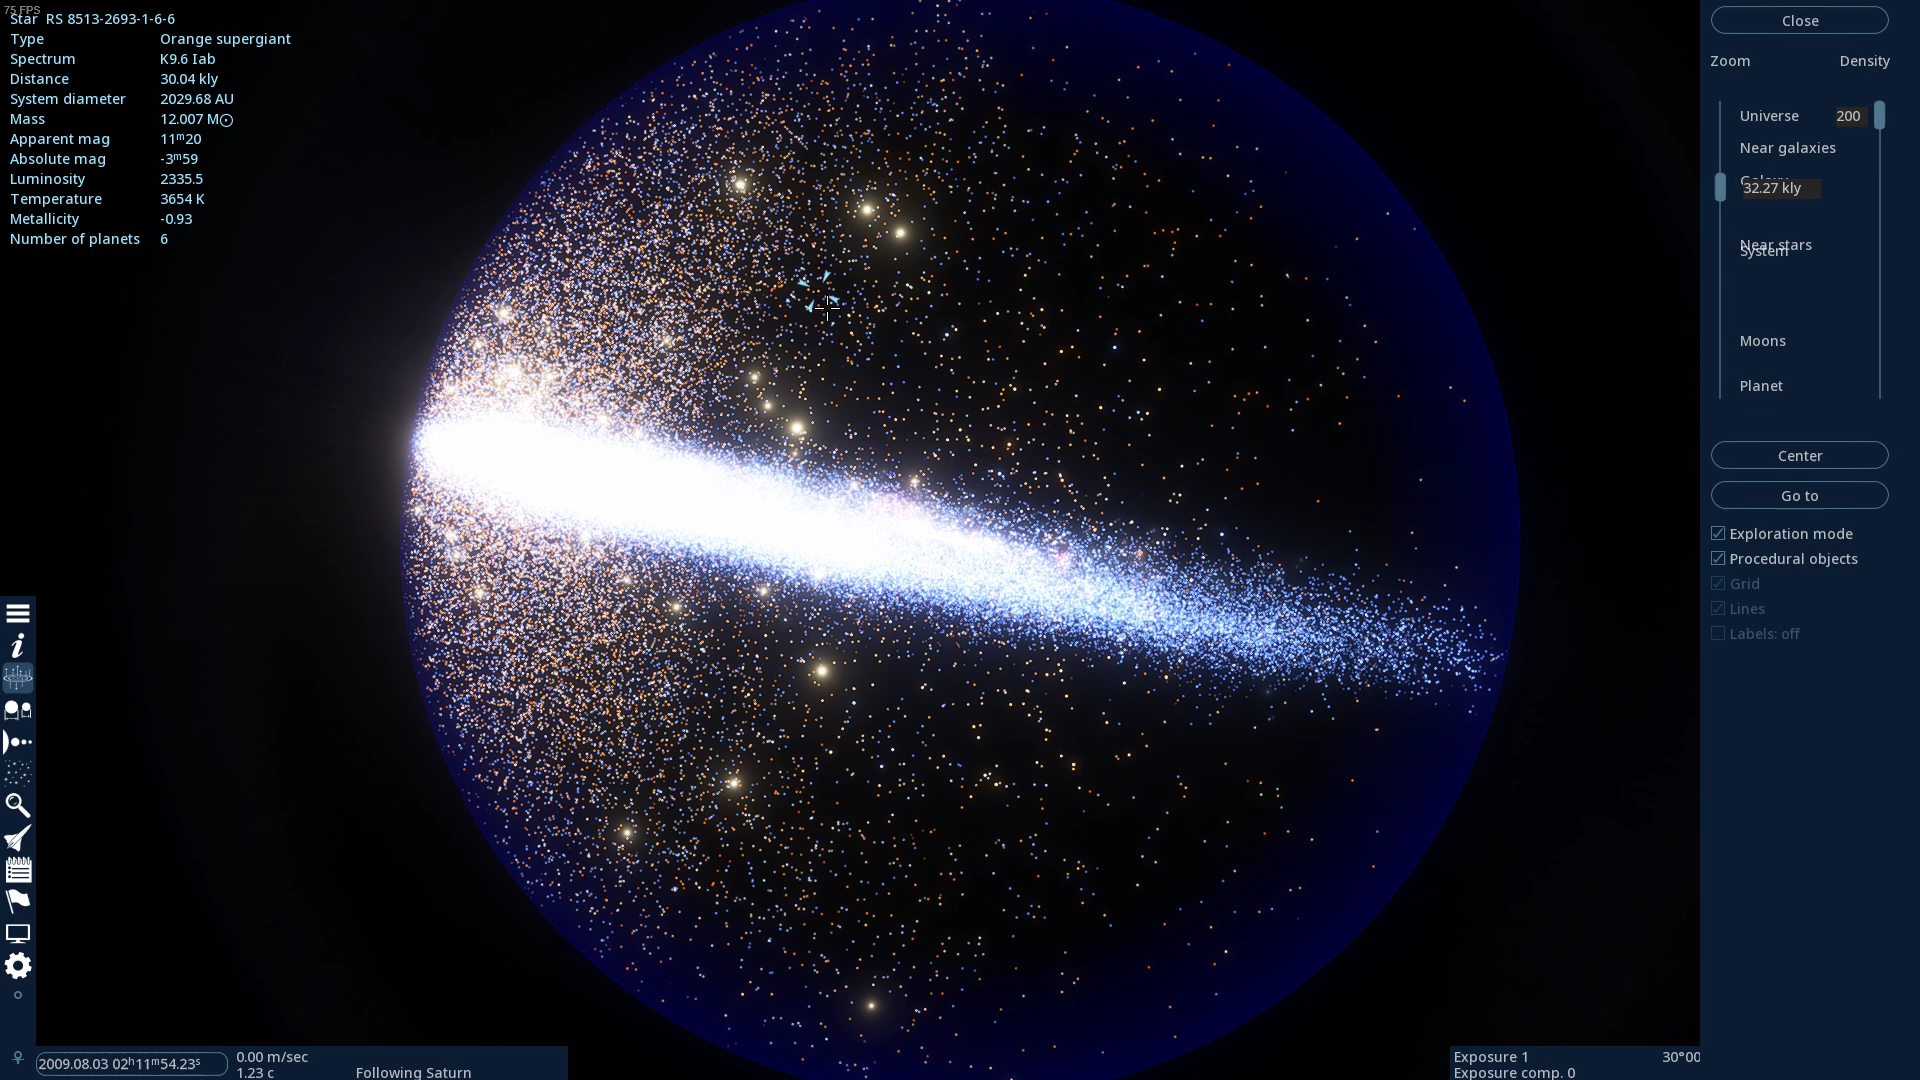 75 FPS
Star RS 8513-2693-1-6-6
Type Orange supergiant
Spectrum K9.6 Iab
Distance 30.04 kly
System diameter 2029.68 AU
Mass 12.007 M☉
Apparent mag 11ᵐ20
Absolute mag -3ᵐ59
Luminosity 2335.5
Temperature 3654 K
Metallicity -0.93
Number of planets 6
Close
Zoom Density
Universe 200
Near galaxies
Galaxy
32.27 kly
Near stars
System
Moons
Planet
Center
Go to
Exploration mode
Procedural objects
Grid
Lines
Labels: off
2009.08.03 02ʰ11ᵐ54.23ˢ
0.00 m/sec
1.23 c Following Saturn
Exposure 1 30°00
Exposure comp. 0